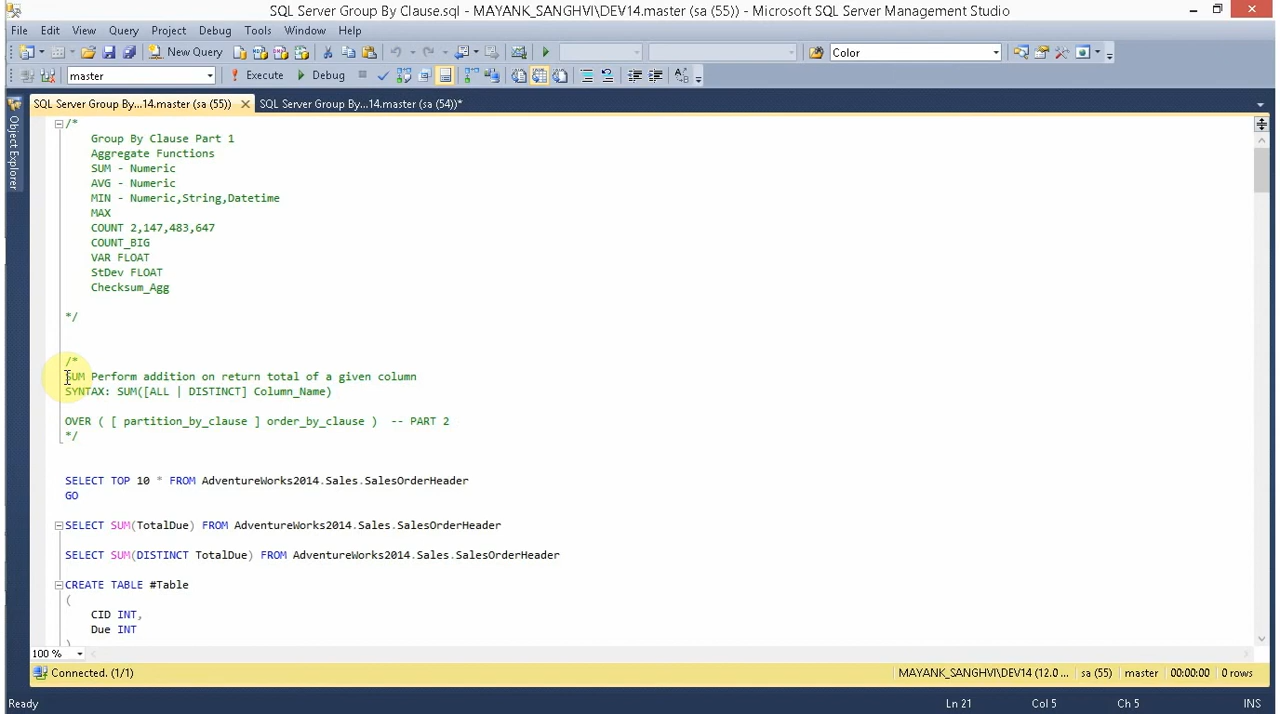 SQL Server Group By Clause.sql - MAYANK_SANGHVI\DEV14.master (sa (55)) - Microsoft SQL Server Management Studio
File Edit View Query Project Debug Tools Window Help
New Query Color
master Execute Debug
SQL Server Group By...14.master (sa (55)) SQL Server Group By...14.master (sa (54))*
Object Explorer
/*
Group By Clause Part 1
Aggregate Functions
SUM - Numeric
AVG - Numeric
MIN - Numeric,String,Datetime
MAX
COUNT 2,147,483,647
COUNT_BIG
VAR FLOAT
StDev FLOAT
Checksum_Agg
*/
/*
SUM Perform addition on return total of a given column
SYNTAX: SUM([ALL | DISTINCT] Column_Name)
OVER ( [ partition_by_clause ] order_by_clause ) -- PART 2
*/
SELECT TOP 10 * FROM AdventureWorks2014.Sales.SalesOrderHeader
GO
SELECT SUM(TotalDue) FROM AdventureWorks2014.Sales.SalesOrderHeader
SELECT SUM(DISTINCT TotalDue) FROM AdventureWorks2014.Sales.SalesOrderHeader
CREATE TABLE #Table
(
CID INT,
Due INT
)
100 %
Connected. (1/1) MAYANK_SANGHVI\DEV14 (12.0 ... sa (55) master 00:00:00 0 rows
Ready Ln 21 Col 5 Ch 5 INS